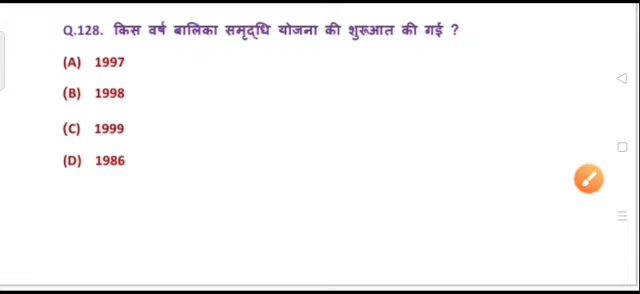 Q.128. किस वर्ष बालिका समृद्धि योजना की शुरूआत की गई ?
(A) 1997
(B) 1998
(C) 1999
(D) 1986